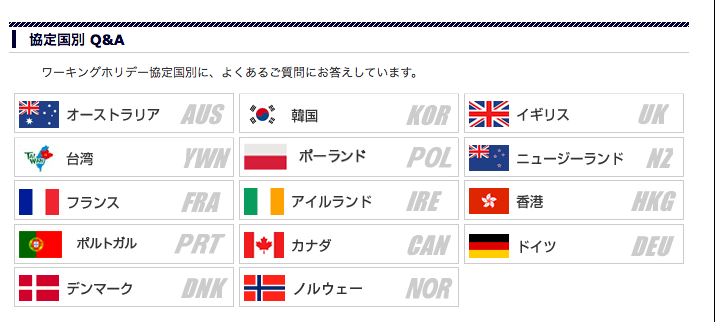 協定国別 Q&A
ワーキングホリデー協定国別に、よくあるご質問にお答えしています。
オーストラリア AUS
韓国 KOR
イギリス UK
TAI WAN 台湾 YWN
ポーランド POL
ニュージーランド NZ
フランス FRA
アイルランド IRE
香港 HKG
ポルトガル PRT
カナダ CAN
ドイツ DEU
デンマーク DNK
ノルウェー NOR